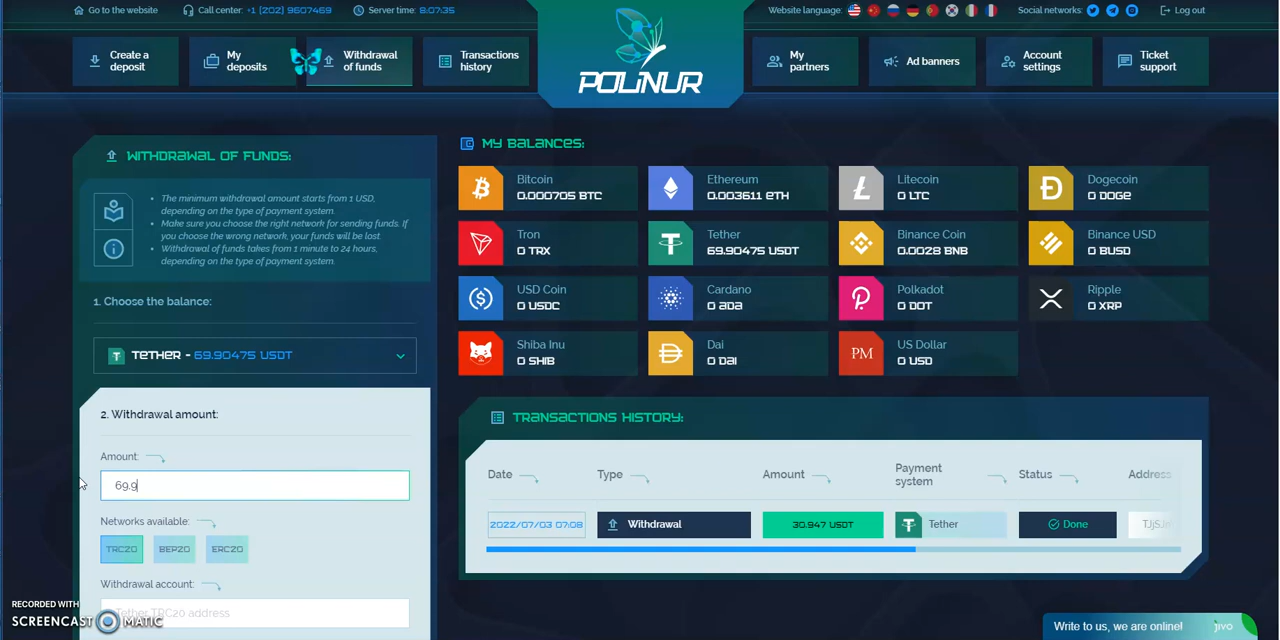 Go to the website
Call center: +1 (202) 9607469
Server time: 8:07:35
Website language:
Social networks:
Log out
Create a
deposit
My
deposits
Withdrawal
of funds
Transactions
history
POLINUR
My
partners
Ad banners
Account
settings
Ticket
support
WITHDRAWAL OF FUNDS:
The minimum withdrawal amount starts from 1 USD,
depending on the type of payment system.
Make sure you choose the right network for sending funds. If
you choose the wrong network, your funds will be lost.
Withdrawal of funds takes from 1 minute to 24 hours,
depending on the type of payment system.
1. Choose the balance:
TETHER - 69.90475 USDT
2. Withdrawal amount:
Amount:
69.9
Networks available:
TRC20 BEP20 ERC20
Withdrawal account:
Tether TRC20 address
MY BALANCES:
Bitcoin
0.000705 BTC
Ethereum
0.003611 ETH
Litecoin
0 LTC
Dogecoin
0 DOGE
Tron
0 TRX
Tether
69.90475 USDT
Binance Coin
0.0028 BNB
Binance USD
0 BUSD
USD Coin
0 USDC
Cardano
0 ADA
Polkadot
0 DOT
Ripple
0 XRP
Shiba Inu
0 SHIB
Dai
0 DAI
PM
US Dollar
0 USD
TRANSACTIONS HISTORY:
Date
Type
Amount
Payment
system
Status
Address
2022/07/03 07:08
Withdrawal
30.947 USDT
Tether
Done
RECORDED WITH
SCREENCAST MATIC
Write to us, we are online!
jivo